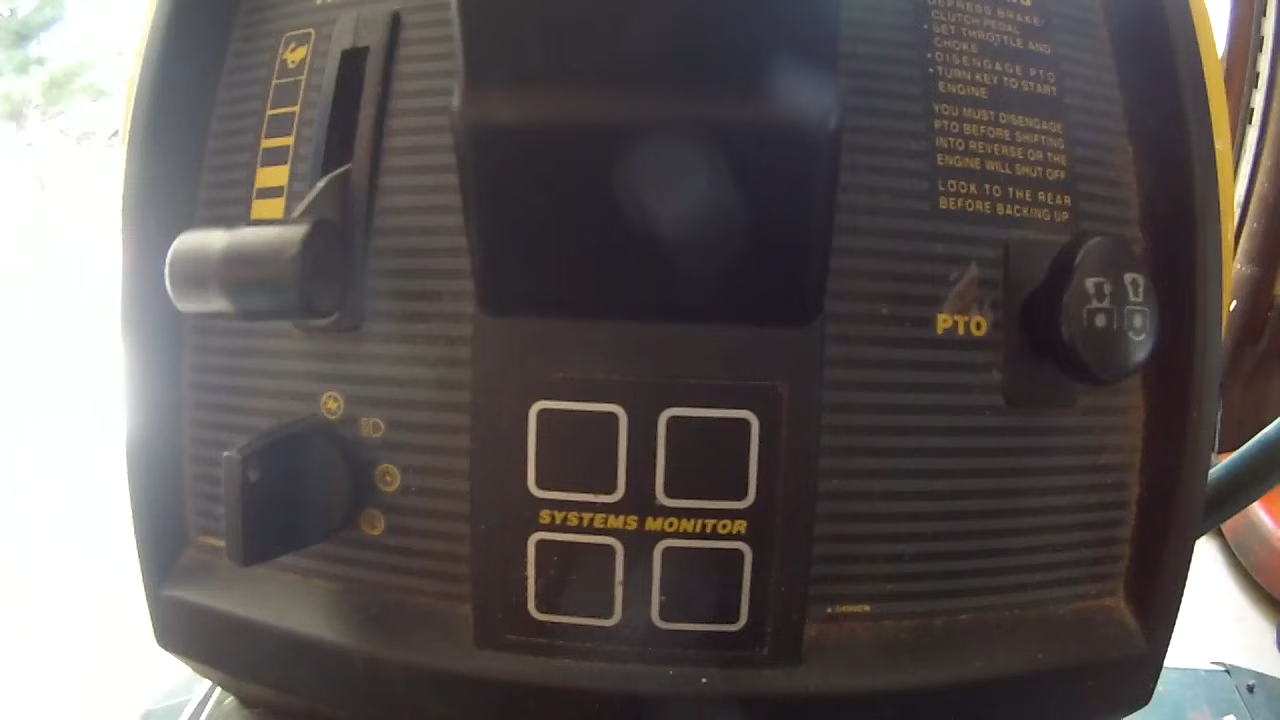 DEPRESS BRAKE/
CLUTCH PEDAL
• SET THROTTLE AND
CHOKE
• DISENGAGE PTO
• TURN KEY TO START
ENGINE
YOU MUST DISENGAGE
PTO BEFORE SHIFTING
INTO REVERSE OR THE
ENGINE WILL SHUT OFF
LOOK TO THE REAR
BEFORE BACKING UP
PTO
SYSTEMS MONITOR